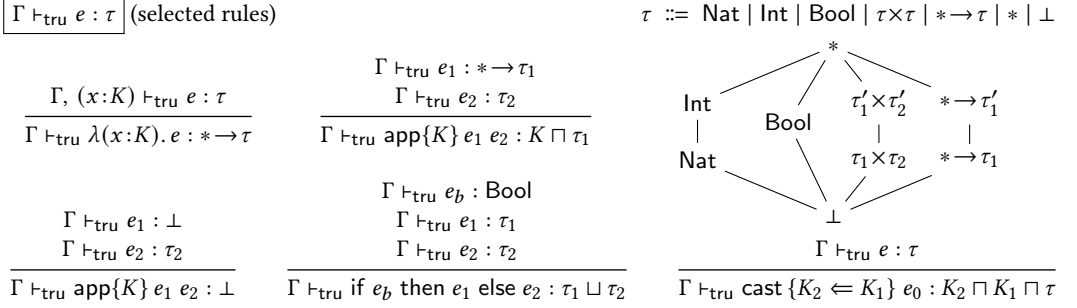 Γ ⊢tru e : τ (selected rules)
τ ::= Nat | Int | Bool | τ×τ | ∗→τ | ∗ | ⊥
Γ, (x:K) ⊢tru e : τ
Γ ⊢tru λ(x:K). e : ∗→τ
Γ ⊢tru e1 : ∗→τ1
Γ ⊢tru e2 : τ2
Γ ⊢tru app{K} e1 e2 : K ⊓ τ1
∗
Int Bool τ′1×τ′2 ∗→τ′1
Nat τ1×τ2 ∗→τ1
⊥
Γ ⊢tru e1 : ⊥
Γ ⊢tru e2 : τ2
Γ ⊢tru app{K} e1 e2 : ⊥
Γ ⊢tru eb : Bool
Γ ⊢tru e1 : τ1
Γ ⊢tru e2 : τ2
Γ ⊢tru if eb then e1 else e2 : τ1 ⊔ τ2
Γ ⊢tru e : τ
Γ ⊢tru cast {K2 ⇐ K1} e0 : K2 ⊓ K1 ⊓ τ